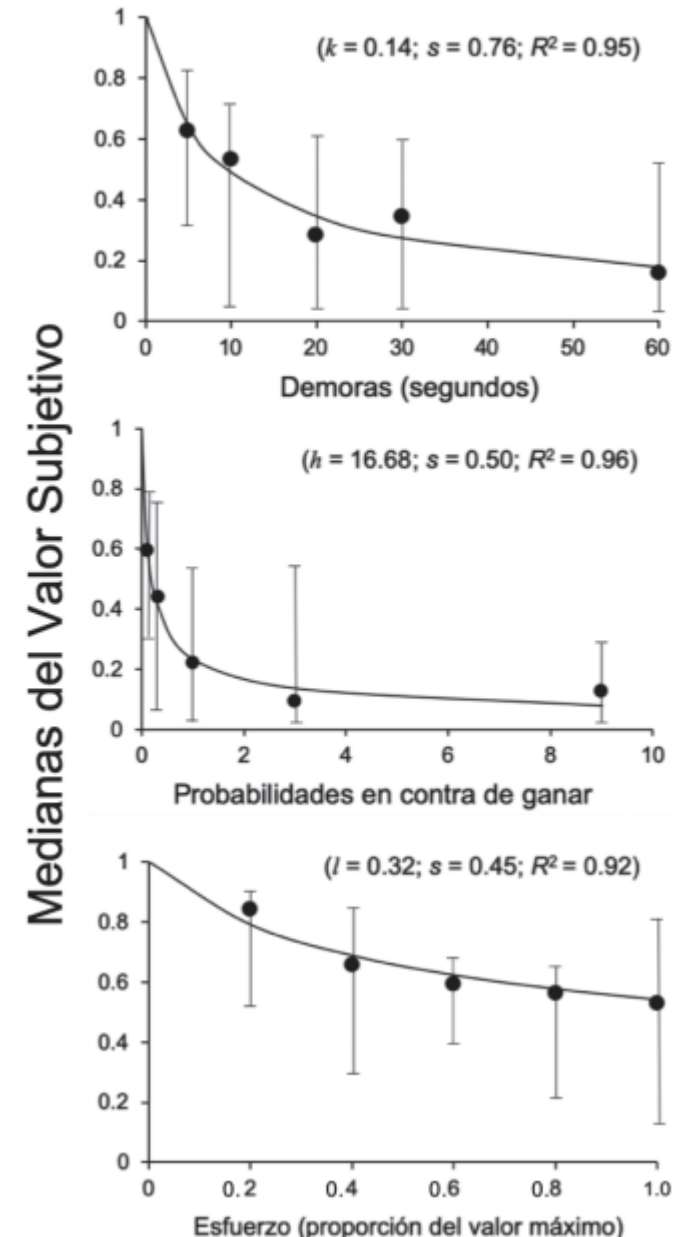 Medianas del Valor Subjetivo
(k = 0.14; s = 0.76; R² = 0.95)
1
0.8
0.6
0.4
0.2
0
0 10 20 30 40 50 60
Demoras (segundos)
(h = 16.68; s = 0.50; R² = 0.96)
1
0.8
0.6
0.4
0.2
0
0 2 4 6 8 10
Probabilidades en contra de ganar
(l = 0.32; s = 0.45; R² = 0.92)
1
0.8
0.6
0.4
0.2
0
0 0.2 0.4 0.6 0.8 1.0
Esfuerzo (proporción del valor máximo)